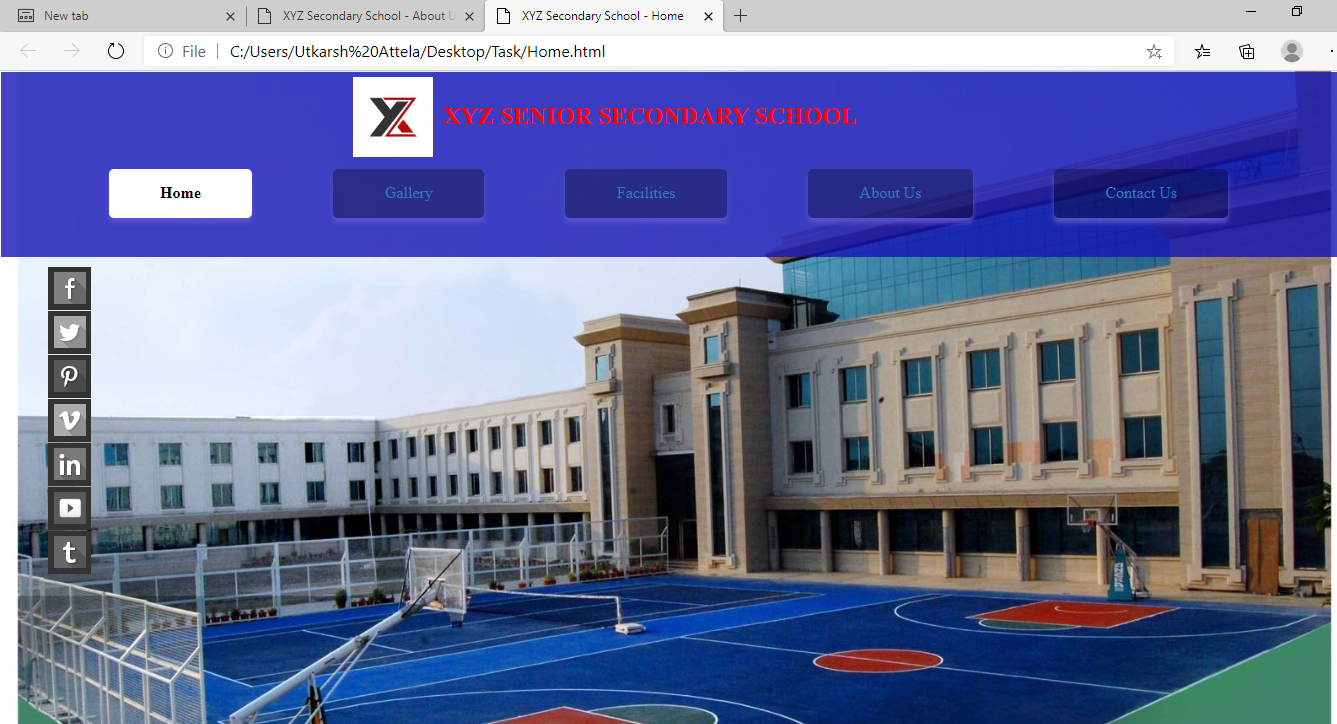 New tab
XYZ Secondary School - About U
XYZ Secondary School - Home
File
C:/Users/Utkarsh%20Attela/Desktop/Task/Home.html
XYZ SENIOR SECONDARY SCHOOL
Home
Gallery
Facilities
About Us
Contact Us